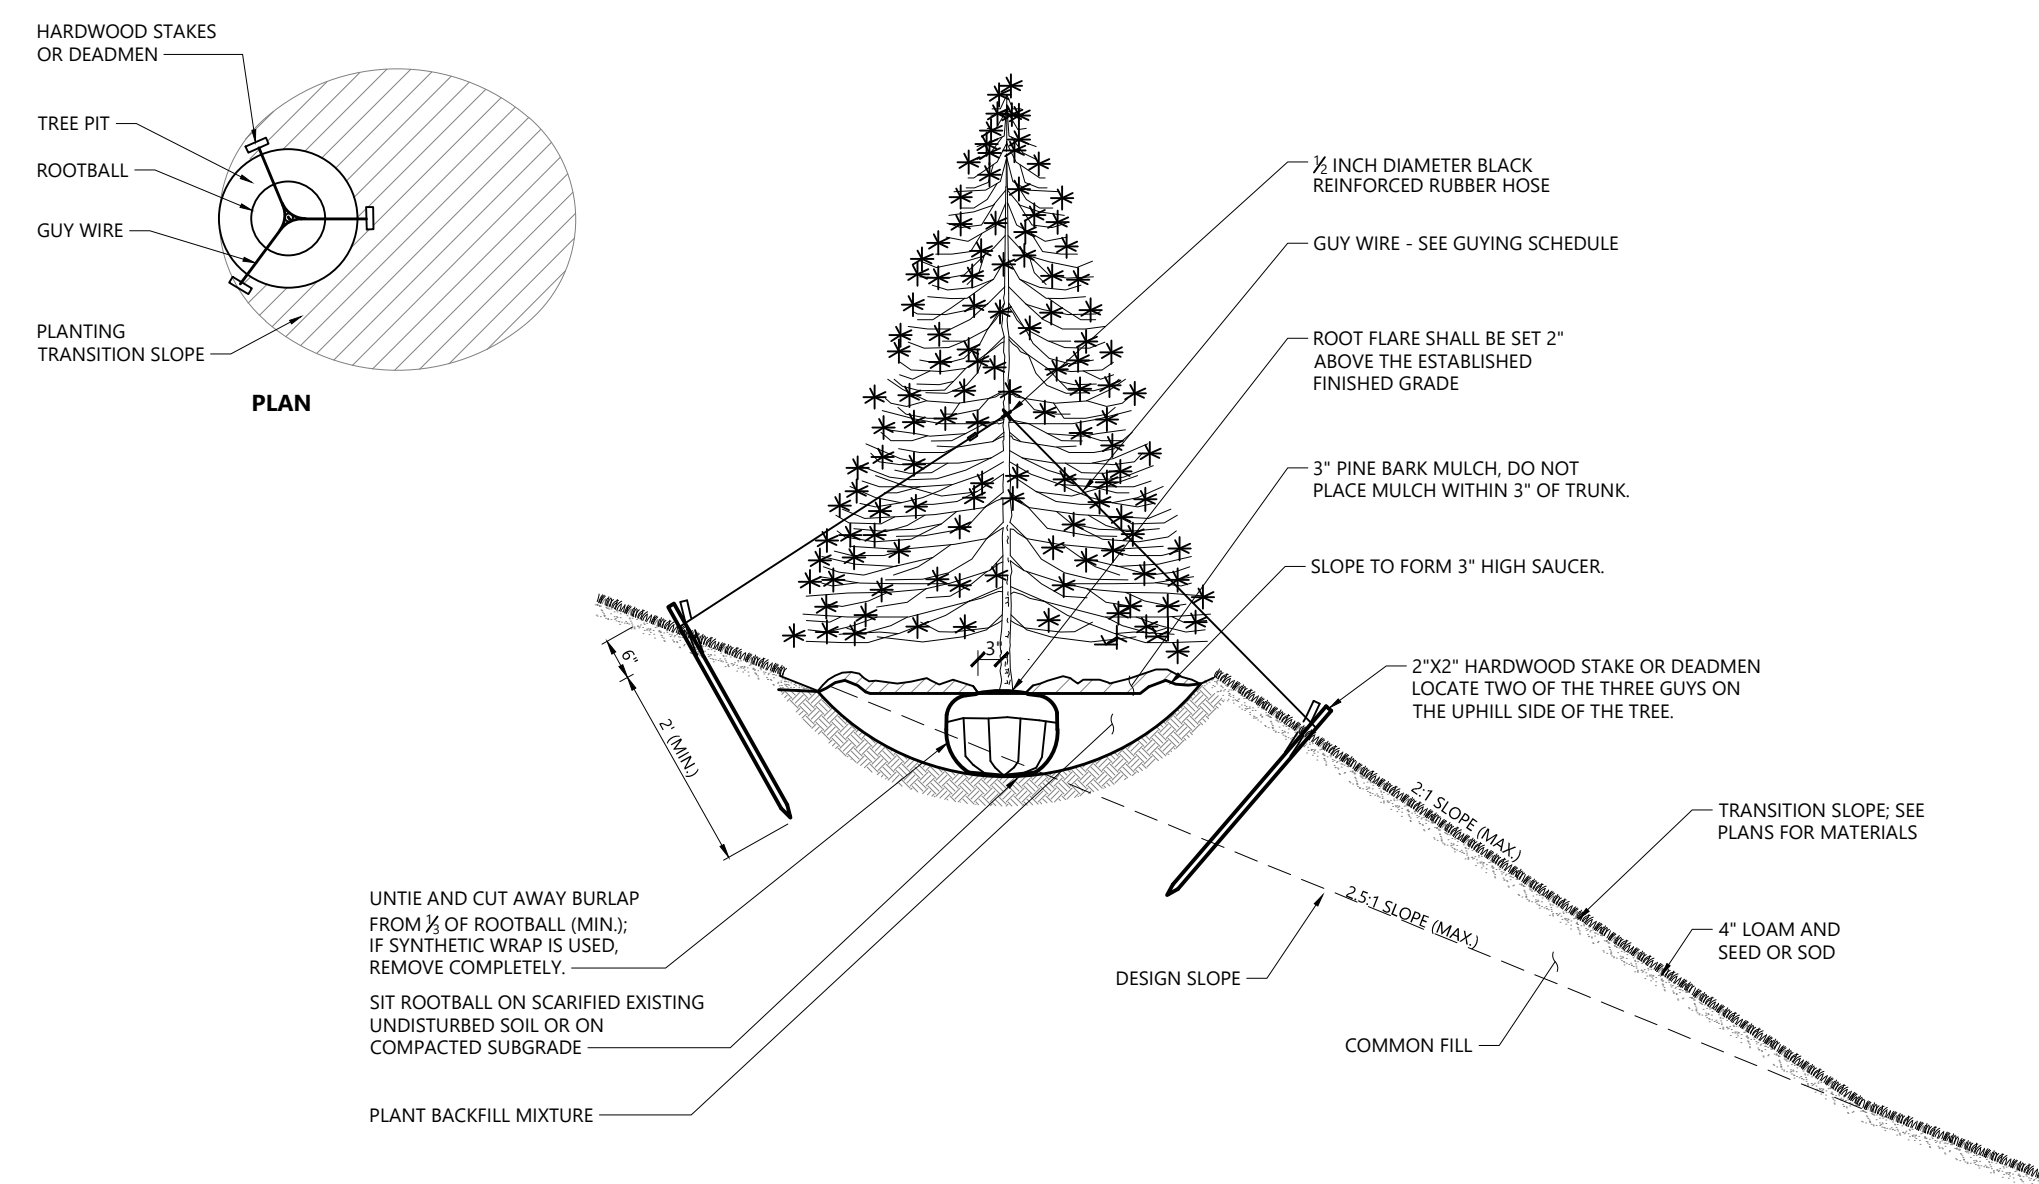 HARDWOOD STAKES
OR DEADMEN
TREE PIT
ROOTBALL
GUY WIRE
PLANTING
TRANSITION SLOPE
PLAN
½ INCH DIAMETER BLACK
REINFORCED RUBBER HOSE
GUY WIRE - SEE GUYING SCHEDULE
ROOT FLARE SHALL BE SET 2"
ABOVE THE ESTABLISHED
FINISHED GRADE
3" PINE BARK MULCH, DO NOT
PLACE MULCH WITHIN 3" OF TRUNK.
SLOPE TO FORM 3" HIGH SAUCER.
3"
6"
2' (MIN.)
2"X2" HARDWOOD STAKE OR DEADMEN
LOCATE TWO OF THE THREE GUYS ON
THE UPHILL SIDE OF THE TREE.
2:1 SLOPE (MAX.)
TRANSITION SLOPE; SEE
PLANS FOR MATERIALS
2.5:1 SLOPE (MAX.)
4" LOAM AND
SEED OR SOD
DESIGN SLOPE
COMMON FILL
UNTIE AND CUT AWAY BURLAP
FROM ⅓ OF ROOTBALL (MIN.);
IF SYNTHETIC WRAP IS USED,
REMOVE COMPLETELY.
SIT ROOTBALL ON SCARIFIED EXISTING
UNDISTURBED SOIL OR ON
COMPACTED SUBGRADE
PLANT BACKFILL MIXTURE